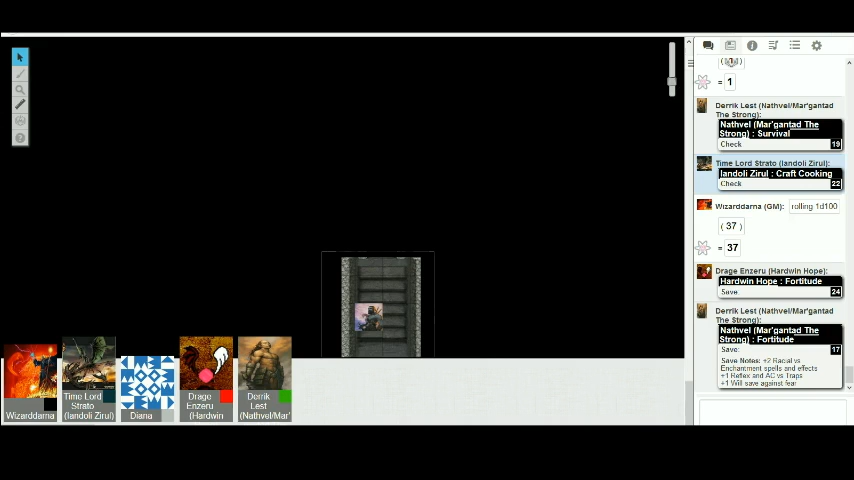 = 1
Derrik Lest (Nathvel/Mar'gantad
The Strong):
Nathvel (Mar'gantad The
Strong) : Survival
Check 19
Time Lord Strato (Iandoli Zirul):
Iandoli Zirul : Craft Cooking
Check 22
Wizarddarna (GM): rolling 1d100
( 37 )
= 37
Drage Enzeru (Hardwin Hope):
Hardwin Hope : Fortitude
Save: 24
Derrik Lest (Nathvel/Mar'gantad
The Strong):
Nathvel (Mar'gantad The
Strong) : Fortitude
Save: 17
Save Notes: +2 Racial vs
Enchantment spells and effects
+1 Reflex and AC vs Traps
+1 Will save against fear
Wizarddarna
Time Lord
Strato
(Iandoli Zirul)
Diana
Drage
Enzeru
(Hardwin
Derrik
Lest
(Nathvel/Mar'